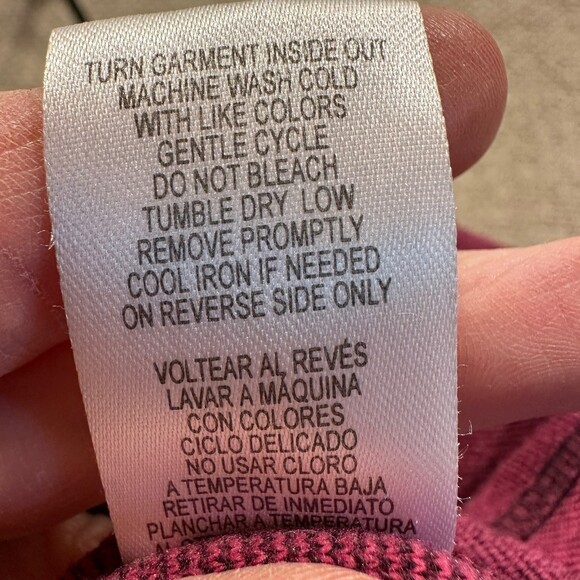 TURN GARMENT INSIDE OUT
MACHINE WASH COLD
WITH LIKE COLORS
GENTLE CYCLE
DO NOT BLEACH
TUMBLE DRY LOW
REMOVE PROMPTLY
COOL IRON IF NEEDED
ON REVERSE SIDE ONLY
VOLTEAR AL REVÉS
LAVAR A MÁQUINA
CON COLORES
CICLO DELICADO
NO USAR CLORO
A TEMPERATURA BAJA
RETIRAR DE INMEDIATO
PLANCHAR A TEMPERATURA